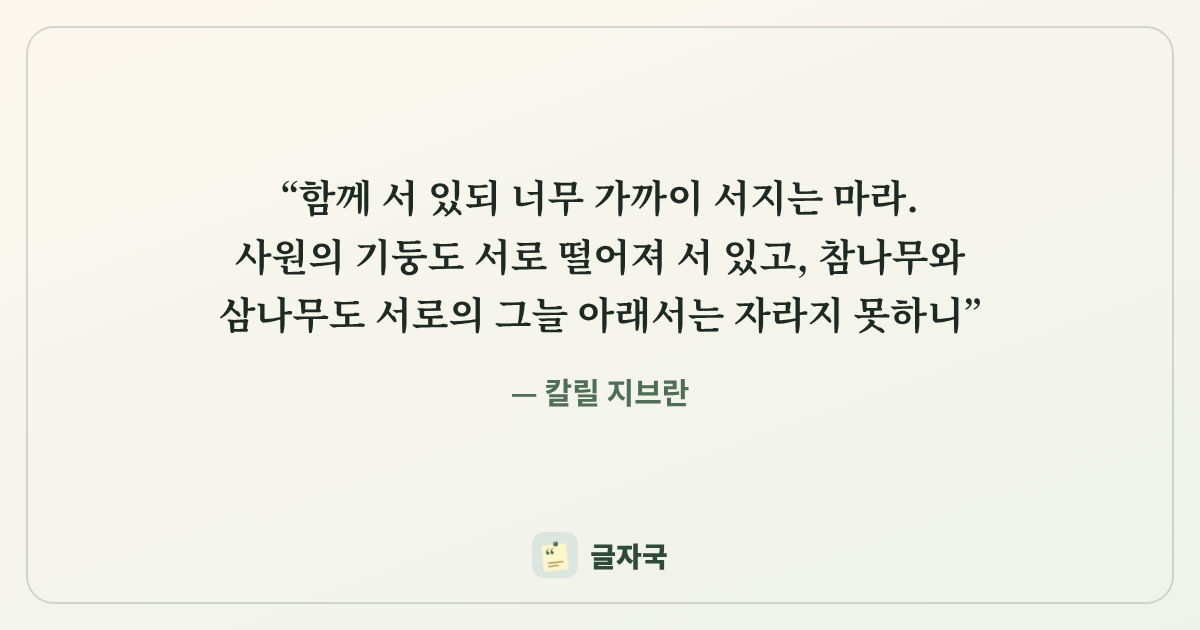 “함께 서 있되 너무 가까이 서지는 마라.
사원의 기둥도 서로 떨어져 서 있고, 참나무와
삼나무도 서로의 그늘 아래서는 자라지 못하니”
— 칼릴 지브란
글자국